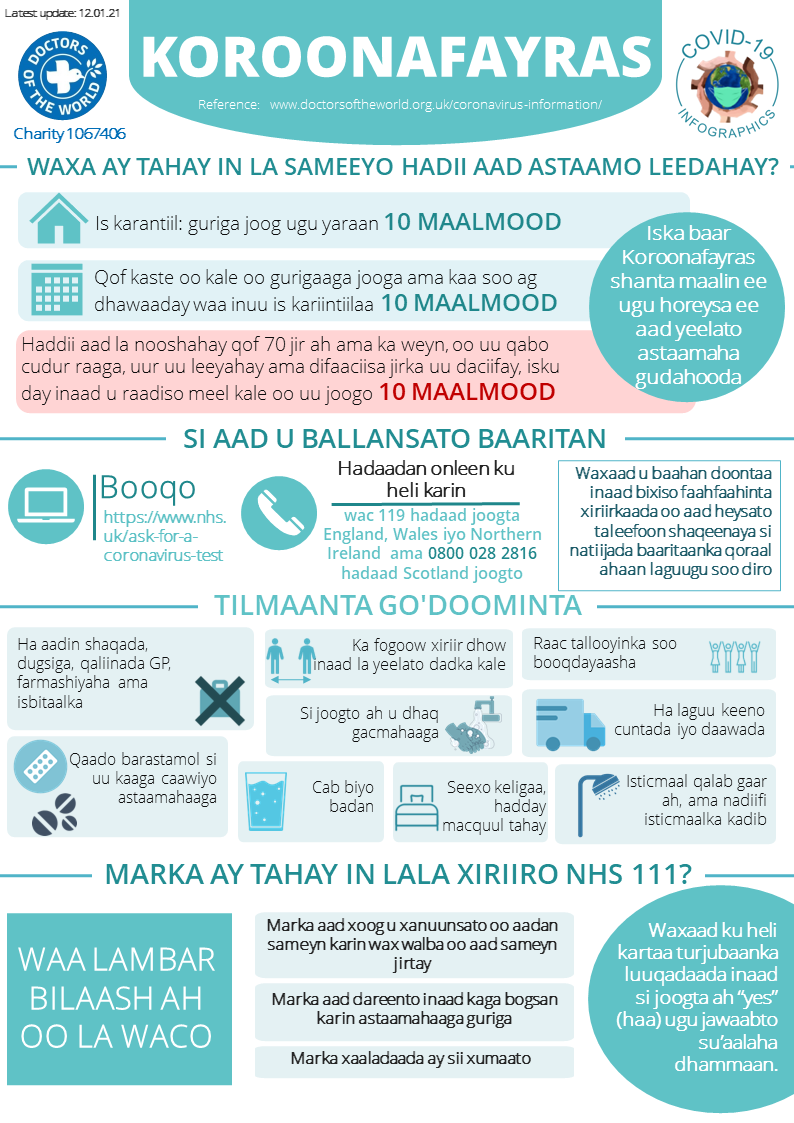 Latest update: 12.01.21
DOCTORS OF THE WORLD
Charity 1067406
KOROONAFAYRAS
Reference: www.doctorsoftheworld.org.uk/coronavirus-information/
COVID-19
INFOGRAPHICS
WAXA AY TAHAY IN LA SAMEEYO HADII AAD ASTAAMO LEEDAHAY?
Is karantiil: guriga joog ugu yaraan 10 MAALMOOD
Qof kaste oo kale oo gurigaaga jooga ama kaa soo ag
dhawaaday waa inuu is kariintiilaa 10 MAALMOOD
Haddii aad la nooshahay qof 70 jir ah ama ka weyn, oo uu qabo
cudur raaga, uur uu leeyahay ama difaaciisa jirka uu daciifay, isku
day inaad u raadiso meel kale oo uu joogo 10 MAALMOOD
Iska baar
Koroonafayras
shanta maalin ee
ugu horeysa ee
aad yeelato
astaamaha
gudahooda
SI AAD U BALLANSATO BAARITAN
Booqo
https://www.nhs.
uk/ask-for-a-
coronavirus-test
Hadaadan onleen ku
heli karin
wac 119 hadaad joogta
England, Wales iyo Northern
Ireland ama 0800 028 2816
hadaad Scotland joogto
Waxaad u baahan doontaa
inaad bixiso faahfaahinta
xiriirkaada oo aad heysato
taleefoon shaqeenaya si
natiijada baaritaanka qoraal
ahaan laguugu soo diro
TILMAANTA GO'DOOMINTA
Ha aadin shaqada,
dugsiga, qaliinada GP,
farmashiyaha ama
isbitaalka
Ka fogoow xiriir dhow
inaad la yeelato dadka kale
Raac tallooyinka soo
booqdayaasha
Si joogto ah u dhaq
gacmahaaga
Ha laguu keeno
cuntada iyo daawada
Qaado barastamol si
uu kaaga caawiyo
astaamahaaga
Cab biyo
badan
Seexo keligaa,
hadday
macquul tahay
Isticmaal qalab gaar
ah, ama nadiifi
isticmaalka kadib
MARKA AY TAHAY IN LALA XIRIIRO NHS 111?
WAA LAMBAR
BILAASH AH
OO LA WACO
Marka aad xoog u xanuunsato oo aadan
sameyn karin wax walba oo aad sameyn
jirtay
Marka aad dareento inaad kaga bogsan
karin astaamahaaga guriga
Marka xaaladaada ay sii xumaato
Waxaad ku heli
kartaa turjubaanka
luuqadaada inaad
si joogta ah “yes”
(haa) ugu jawaabto
su’aalaha
dhammaan.